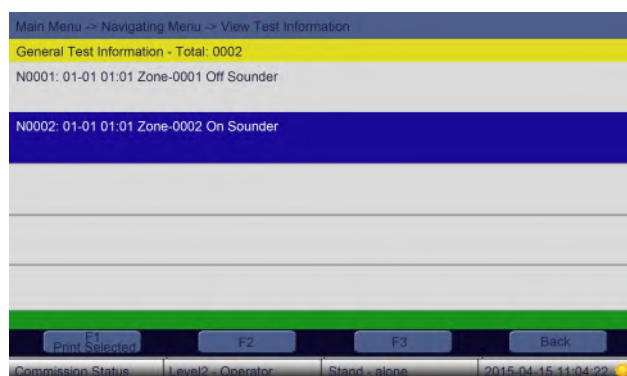 Main Menu -> Navigating Menu -> View Test Information
General Test Information - Total: 0002
N0001: 01-01 01:01 Zone-0001 Off Sounder
N0002: 01-01 01:01 Zone-0002 On Sounder
F1
Print Selected
F2
F3
Back
Commission Status
Level2 - Operator
Stand - alone
2015-04-15 11:04:22